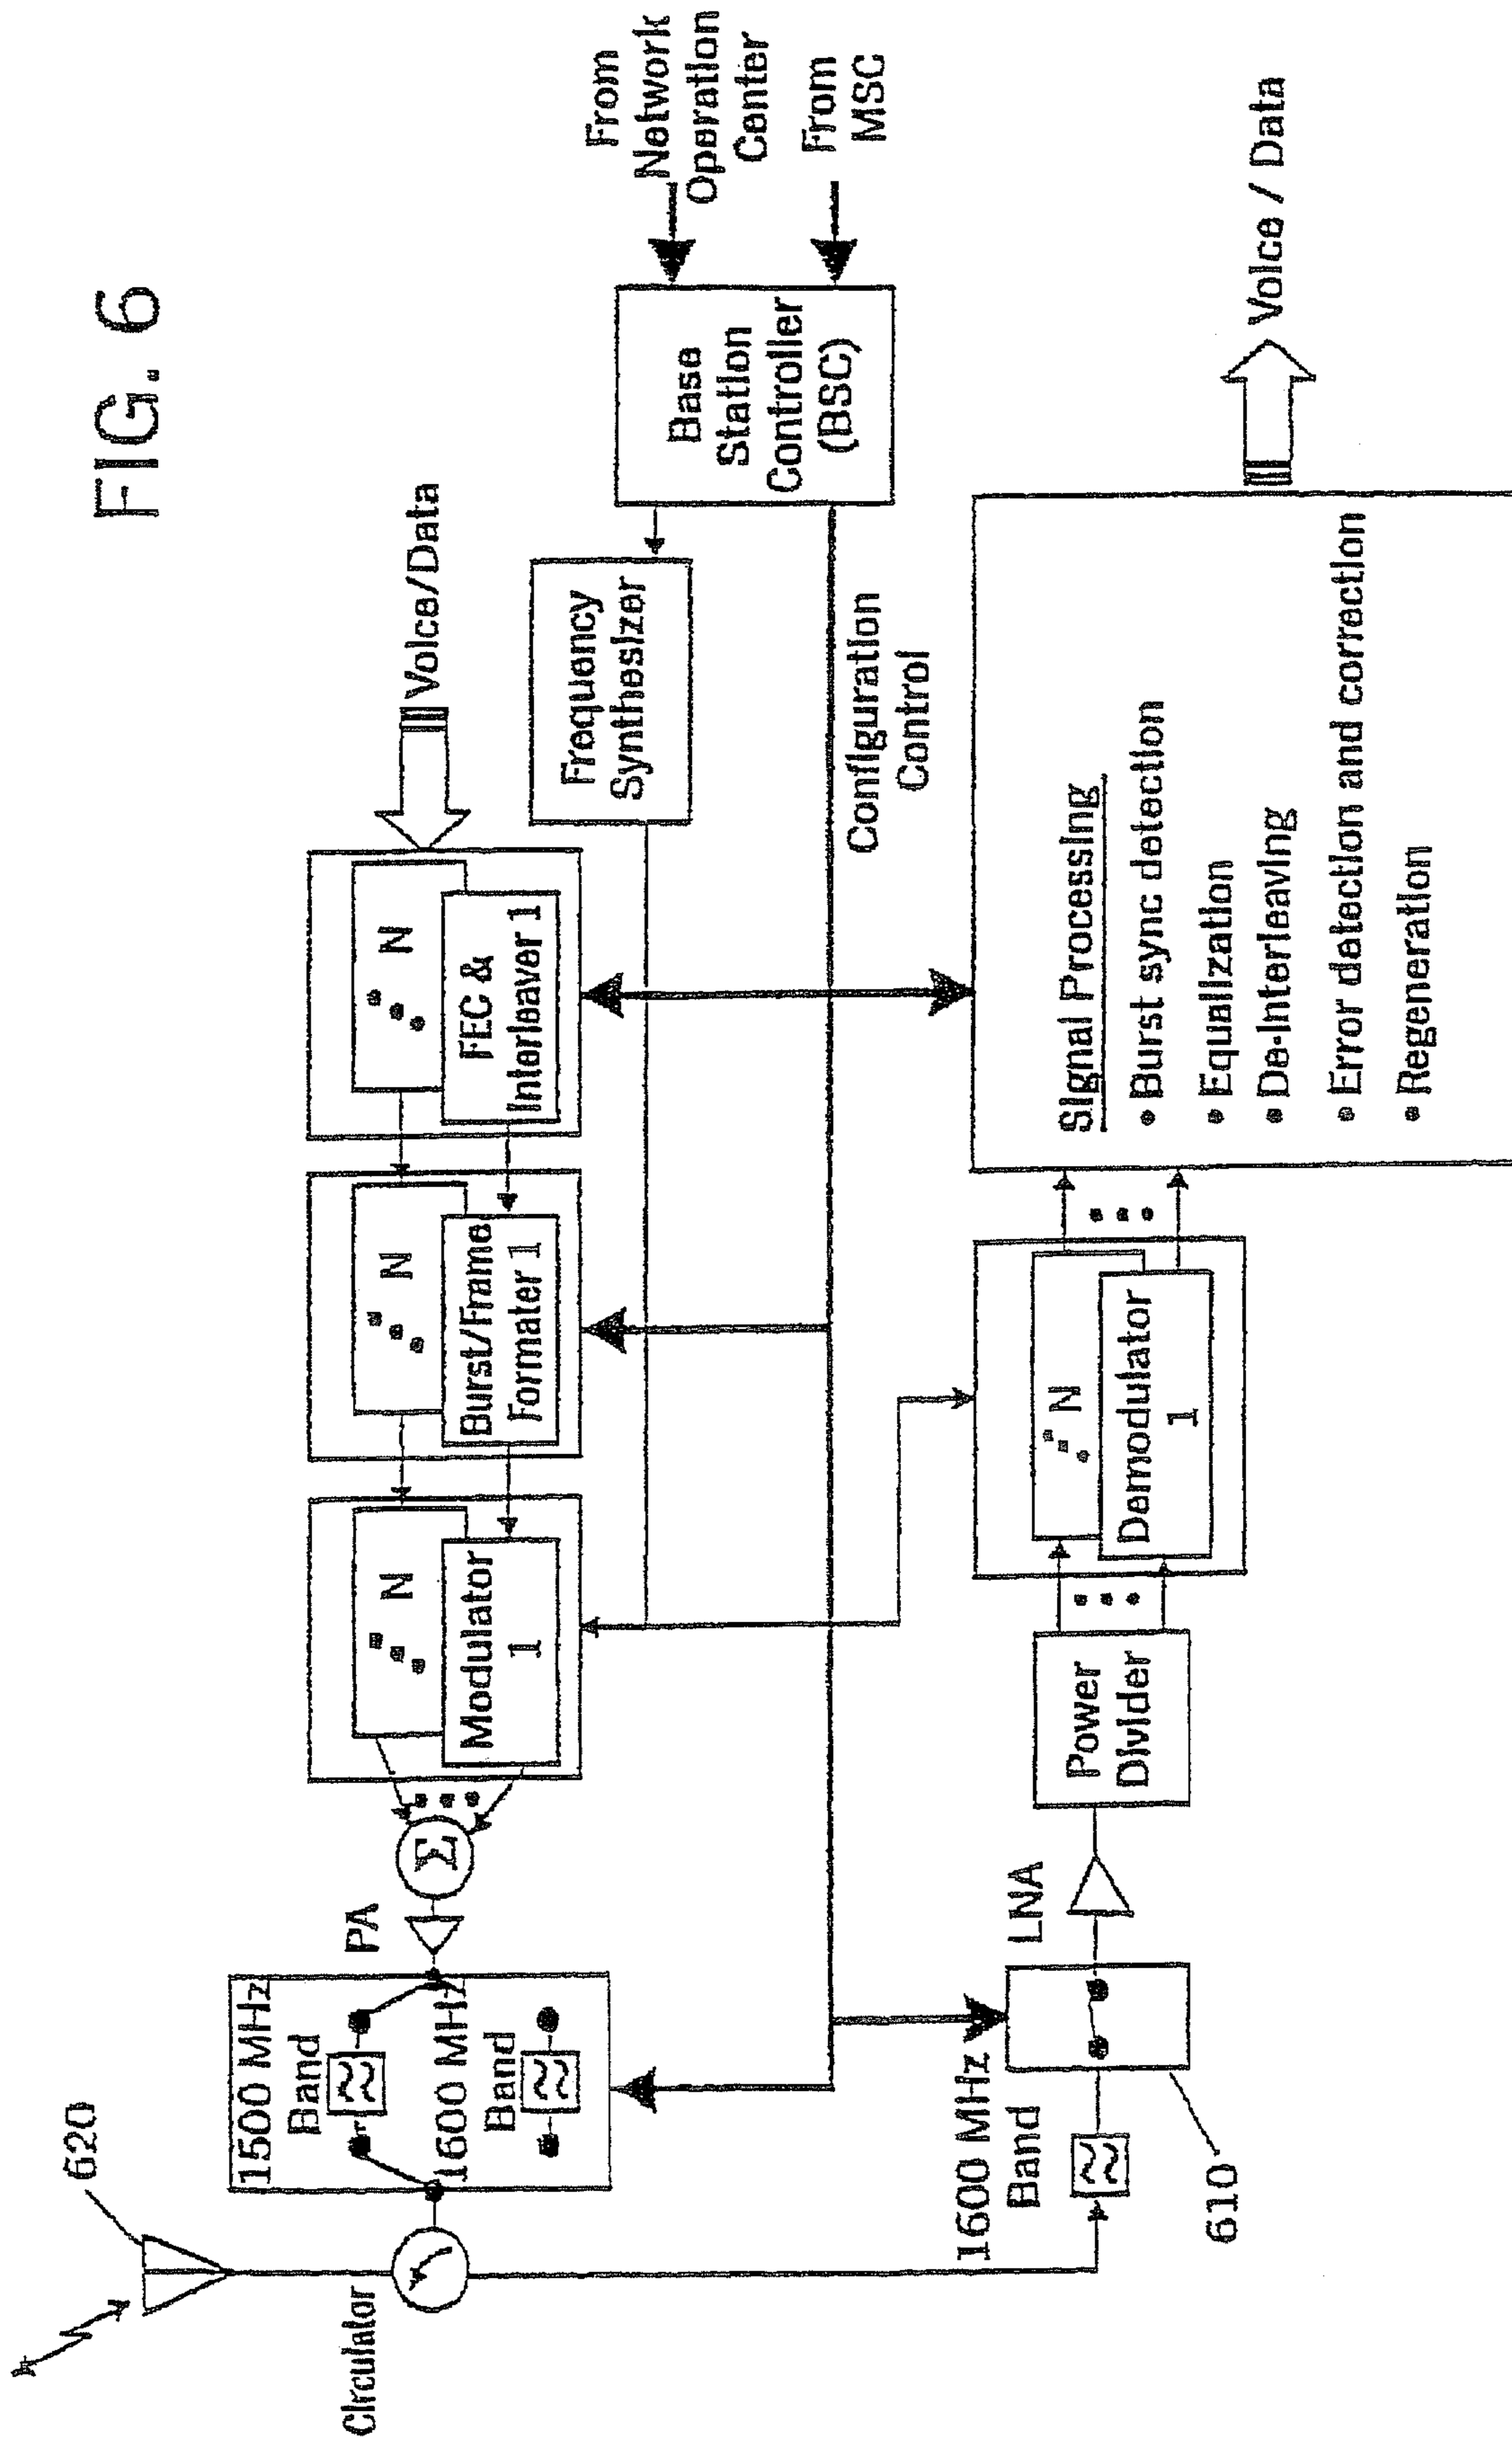 FIG. 6
620
Circulator
1500 MHz
Band
1600 MHz
Band
PA
Σ
N
Modulator
1
N
Burst/Frame
Formater 1
N
FEC &
Interleaver 1
Voice/Data
Frequency
Synthesizer
Base
Station
Controller
(BSC)
From
Network
Operation
Center
From
MSC
Configuration
Control
1600 MHz
Band
610
LNA
Power
Divider
N
Demodulator
1
Signal Processing
• Burst sync detection
• Equalization
• De-Interleaving
• Error detection and correction
• Regeneration
Voice / Data